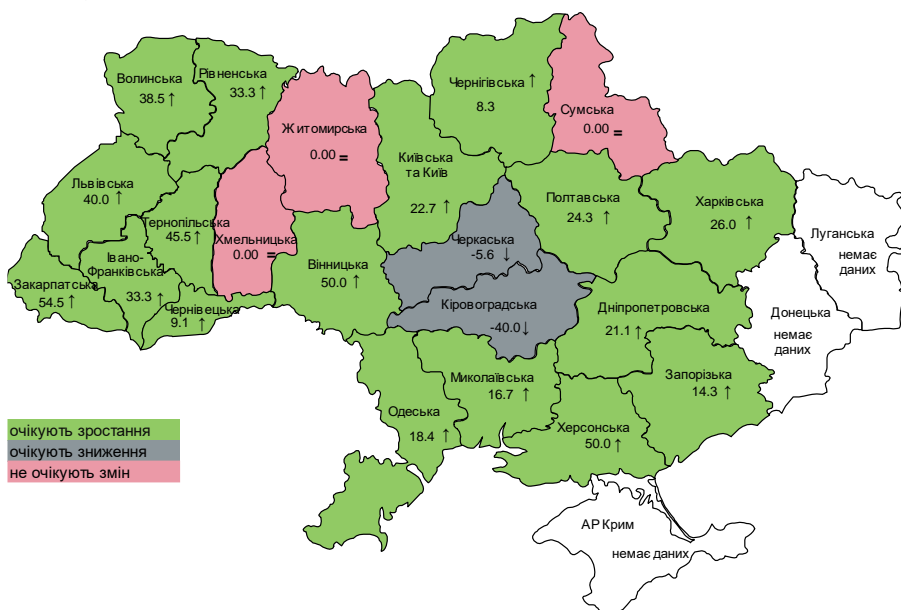 Волинська
38.5 ↑
Рівненська
33.3 ↑
Житомирська
0.00 =
Київська
та Київ
22.7 ↑
Чернігівська ↑
8.3
Сумська
0.00 =
Львівська
40.0 ↑
Тернопільська
45.5 ↑
Хмельницька
0.00 =
Вінницька
50.0 ↑
Черкаська
-5.6 ↓
Полтавська
24.3 ↑
Харківська
26.0 ↑
Луганська
немає
даних
Закарпатська
54.5 ↑
Івано-
Франківська
33.3 ↑
Чернівецька
9.1 ↑
Кіровоградська
-40.0 ↓
Дніпропетровська
21.1 ↑
Донецька
немає
даних
Одеська
18.4 ↑
Миколаївська
16.7 ↑
Херсонська
50.0 ↑
Запорізька
14.3 ↑
АР Крим
немає даних
очікують зростання
очікують зниження
не очікують змін